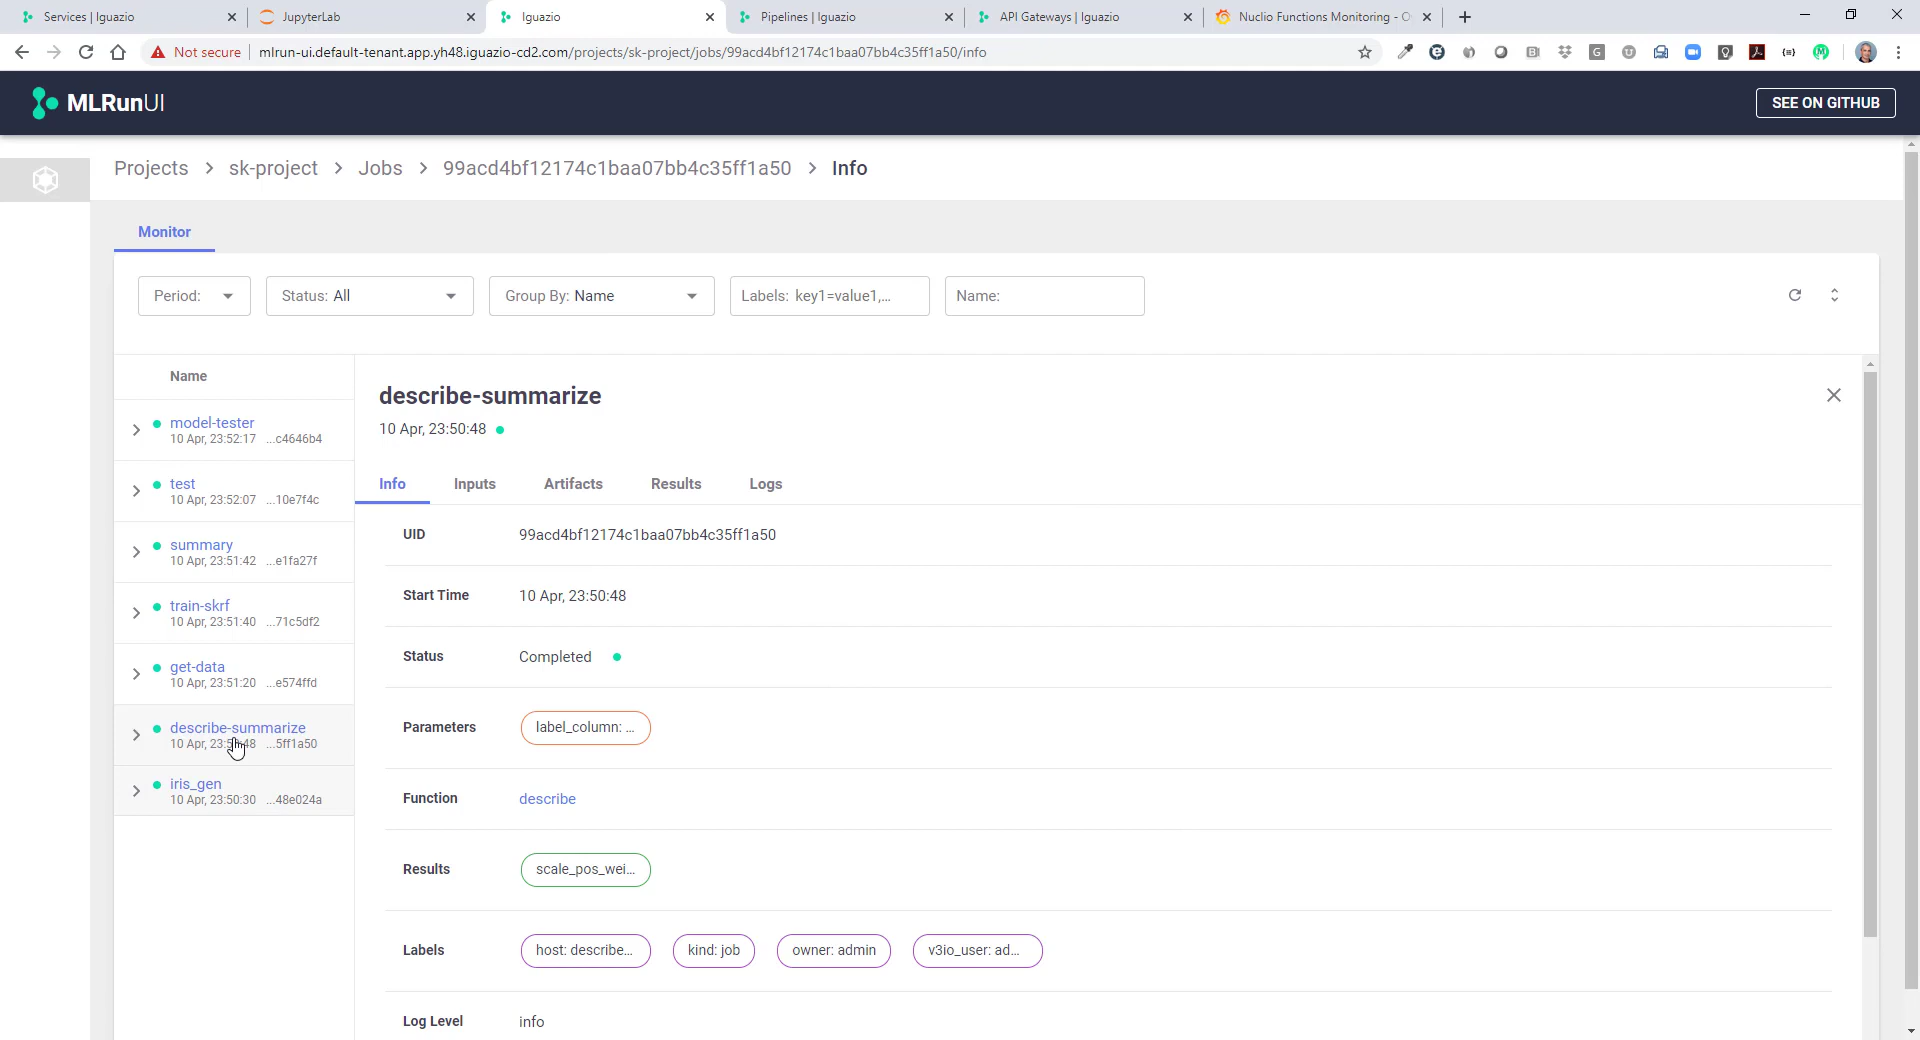 Services | Iguazio
JupyterLab
Iguazio
Pipelines | Iguazio
API Gateways | Iguazio
Nuclio Functions Monitoring - O
Not secure
mlrun-ui.default-tenant.app.yh48.iguazio-cd2.com/projects/sk-project/jobs/99acd4bf12174c1baa07bb4c35ff1a50/info
MLRunUI
SEE ON GITHUB
Projects > sk-project > Jobs > 99acd4bf12174c1baa07bb4c35ff1a50 > Info
Monitor
Period:
Status: All
Group By: Name
Labels: key1=value1,...
Name:
Name
model-tester
10 Apr, 23:52:17 ...c4646b4
test
10 Apr, 23:52:07 ...10e7f4c
summary
10 Apr, 23:51:42 ...e1fa27f
train-skrf
10 Apr, 23:51:40 ...71c5df2
get-data
10 Apr, 23:51:20 ...e574ffd
describe-summarize
10 Apr, 23:50:48 ...5ff1a50
iris_gen
10 Apr, 23:50:30 ...48e024a
describe-summarize
10 Apr, 23:50:48
Info
Inputs
Artifacts
Results
Logs
UID
99acd4bf12174c1baa07bb4c35ff1a50
Start Time
10 Apr, 23:50:48
Status
Completed
Parameters
label_column: ...
Function
describe
Results
scale_pos_wei...
Labels
host: describe...
kind: job
owner: admin
v3io_user: ad...
Log Level
info